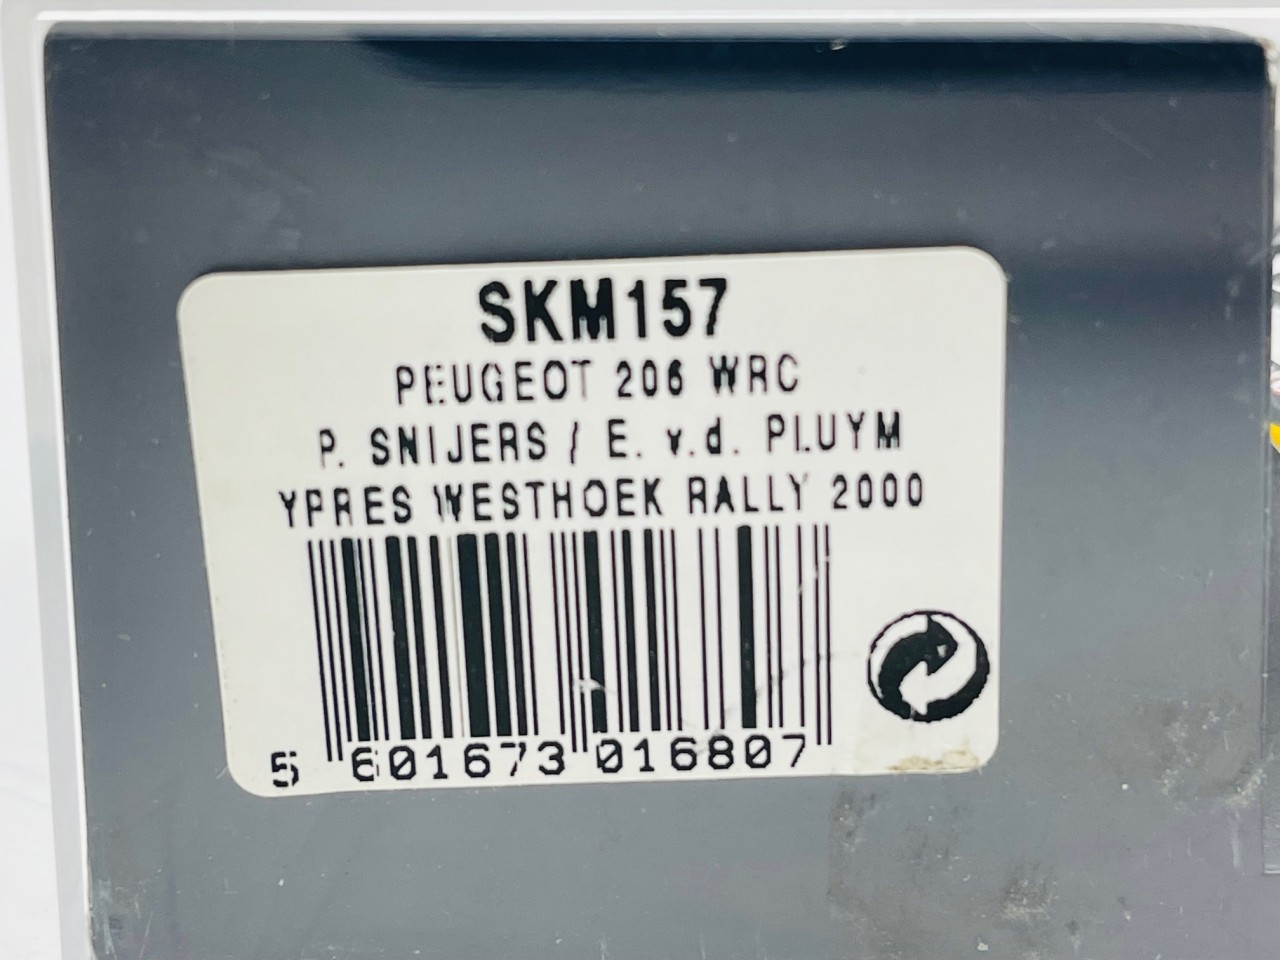 SKM157
PEUGEOT 206 WRC
P. SNIJERS / E. v.d. PLUYM
YPRES WESTHOEK RALLY 2000
5 601673 016807